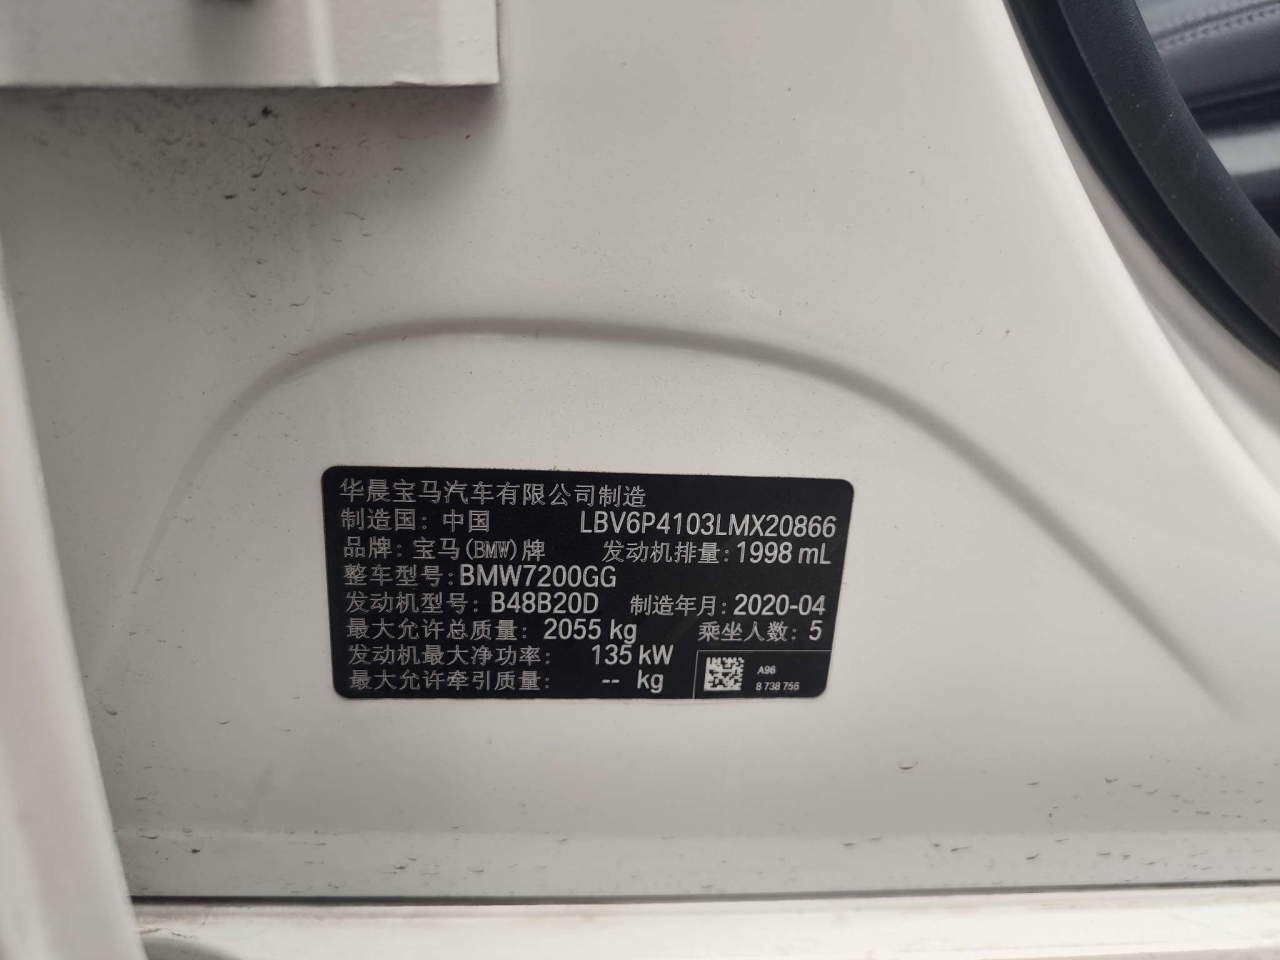 华晨宝马汽车有限公司制造
制造国: 中国 LBV6P4103LMX20866
品牌: 宝马(BMW)牌 发动机排量: 1998 mL
整车型号: BMW7200GG
发动机型号: B48B20D 制造年月: 2020-04
最大允许总质量: 2055 kg 乘坐人数: 5
发动机最大净功率: 135 kW
最大允许牵引质量: -- kg
A96
8 738 756